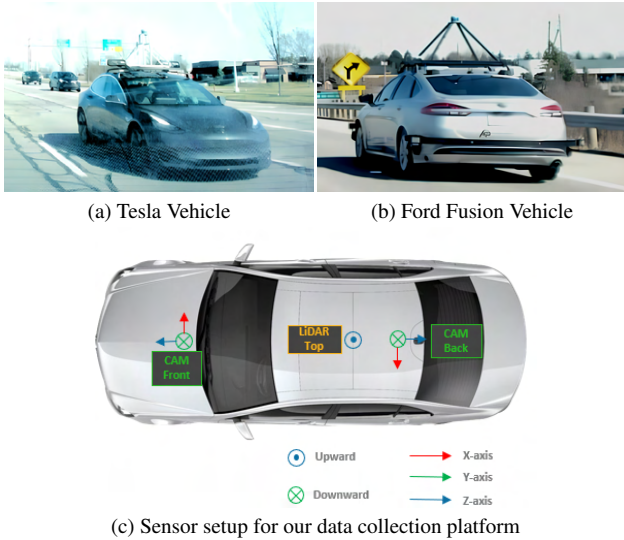 (a) Tesla Vehicle
(b) Ford Fusion Vehicle
LiDAR
Top
CAM
Back
CAM
Front
Upward
X-axis
Y-axis
Downward
Z-axis
(c) Sensor setup for our data collection platform